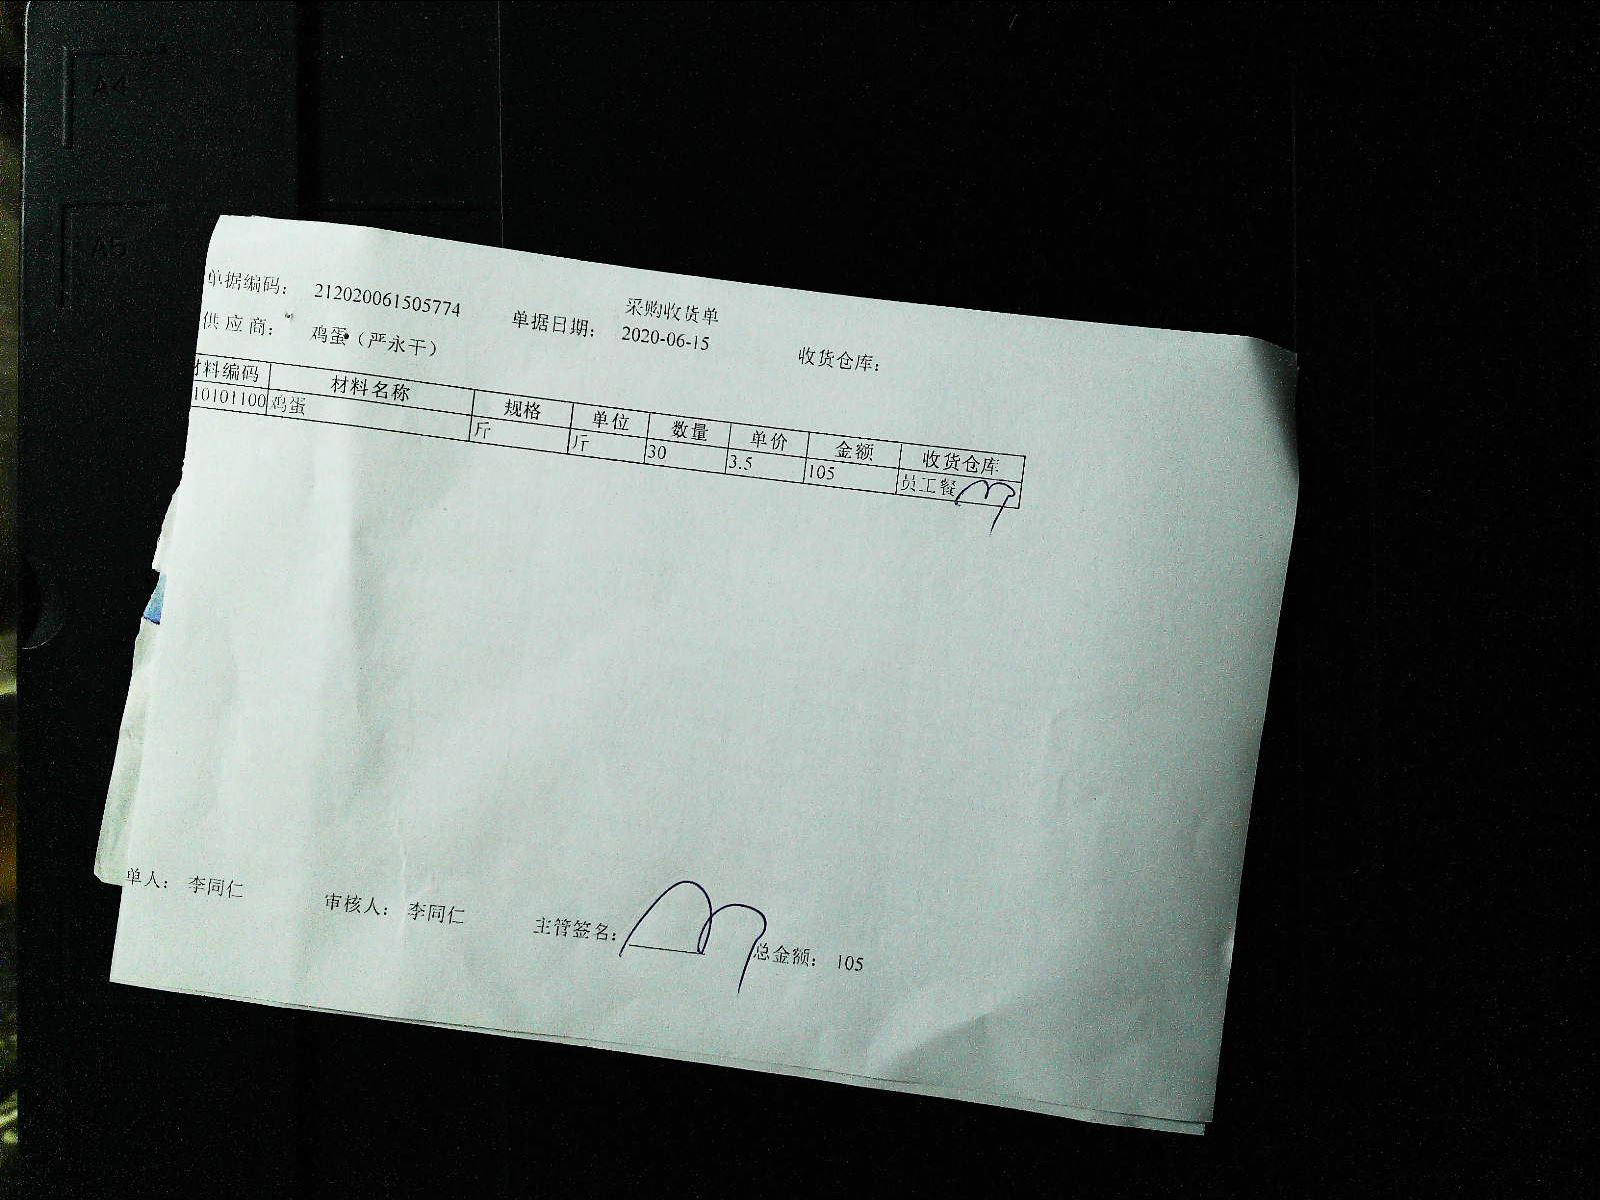 A4
A5
采购收货单
单据编码: 212020061505774 单据日期: 2020-06-15 收货仓库:
供应商: 鸡蛋(严永干)
材料编码 材料名称 规格 单位 数量 单价 金额 收货仓库
10101100 鸡蛋 斤 斤 30 3.5 105 员工餐
单人: 李同仁 审核人: 李同仁 主管签名: 总金额: 105